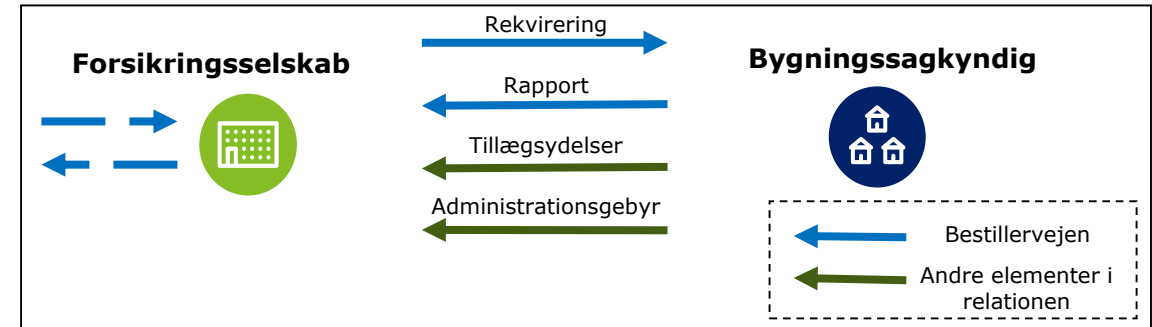 Rekvirering
Forsikringsselskab
Bygningssagkyndig
Rapport
Tillægsydelser
Administrationsgebyr
Bestillervejen
Andre elementer i
relationen